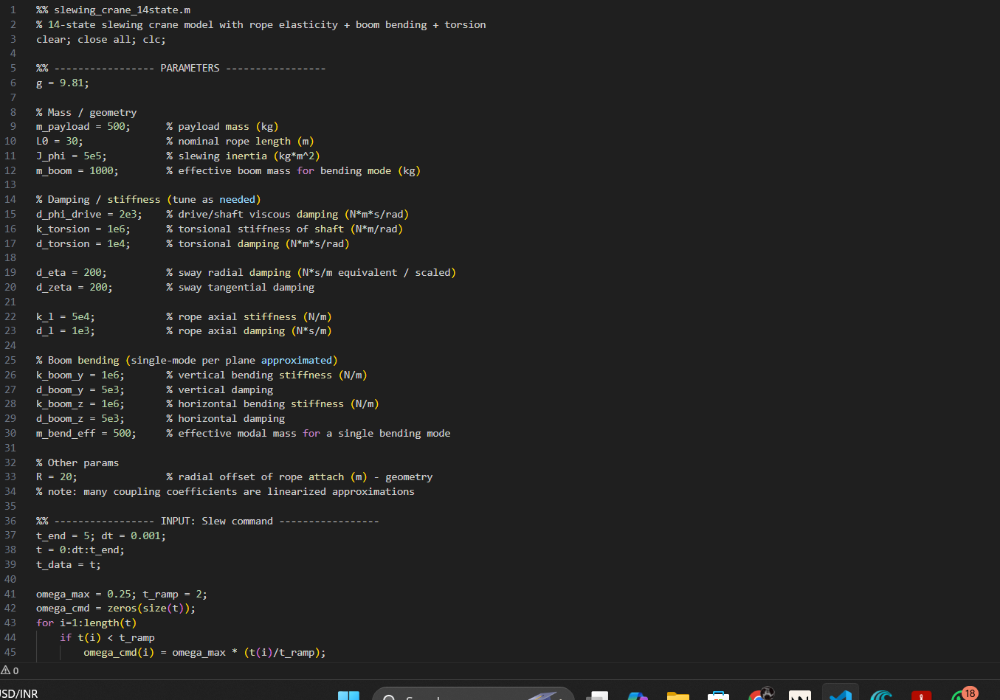 1 %% slewing_crane_14state.m
2 % 14-state slewing crane model with rope elasticity + boom bending + torsion
3 clear; close all; clc;
4
5 %% ----------------- PARAMETERS -----------------
6 g = 9.81;
7
8 % Mass / geometry
9 m_payload = 500;      % payload mass (kg)
10 L0 = 30;              % nominal rope length (m)
11 J_phi = 5e5;          % slewing inertia (kg*m^2)
12 m_boom = 1000;        % effective boom mass for bending mode (kg)
13
14 % Damping / stiffness (tune as needed)
15 d_phi_drive = 2e3;    % drive/shaft viscous damping (N*m*s/rad)
16 k_torsion = 1e6;      % torsional stiffness of shaft (N*m/rad)
17 d_torsion = 1e4;      % torsional damping (N*m*s/rad)
18
19 d_eta = 200;          % sway radial damping (N*s/m equivalent / scaled)
20 d_zeta = 200;         % sway tangential damping
21
22 k_l = 5e4;            % rope axial stiffness (N/m)
23 d_l = 1e3;            % rope axial damping (N*s/m)
24
25 % Boom bending (single-mode per plane approximated)
26 k_boom_y = 1e6;       % vertical bending stiffness (N/m)
27 d_boom_y = 5e3;       % vertical damping
28 k_boom_z = 1e6;       % horizontal bending stiffness (N/m)
29 d_boom_z = 5e3;       % horizontal damping
30 m_bend_eff = 500;     % effective modal mass for a single bending mode
31
32 % Other params
33 R = 20;               % radial offset of rope attach (m) - geometry
34 % note: many coupling coefficients are linearized approximations
35
36 %% ----------------- INPUT: Slew command -----------------
37 t_end = 5; dt = 0.001;
38 t = 0:dt:t_end;
39 t_data = t;
40
41 omega_max = 0.25; t_ramp = 2;
42 omega_cmd = zeros(size(t));
43 for i=1:length(t)
44     if t(i) < t_ramp
45         omega_cmd(i) = omega_max * (t(i)/t_ramp);
0
SD/INR
18